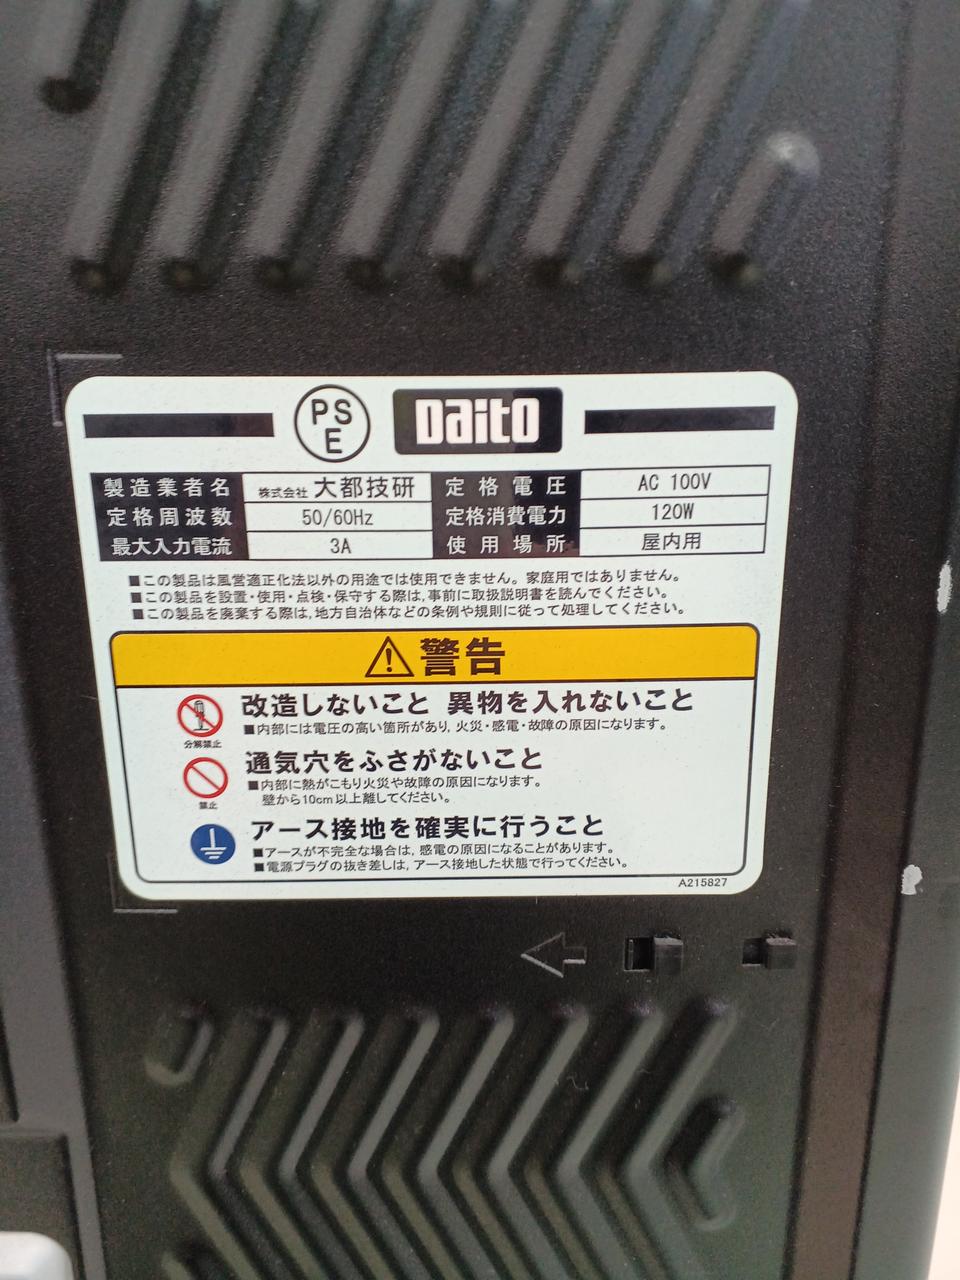 PS
E
Daito
製造業者名 株式会社 大都技研 定格電圧 AC 100V
定格周波数 50/60Hz 定格消費電力 120W
最大入力電流 3A 使用場所 屋内用
■この製品は風営適正化法以外の用途では使用できません。家庭用ではありません。
■この製品を設置・使用・点検・保守する際は,事前に取扱説明書を読んでください。
■この製品を廃棄する際は,地方自治体などの条例や規則に従って処理してください。
警告
改造しないこと 異物を入れないこと
■内部には電圧の高い箇所があり,火災・感電・故障の原因になります。
分解禁止
通気穴をふさがないこと
■内部に熱がこもり火災や故障の原因になります。
壁から10cm以上離してください。
禁止
アース接地を確実に行うこと
■アースが不完全な場合は,感電の原因になることがあります。
■電源プラグの抜き差しは,アース接地した状態で行ってください。
A215827